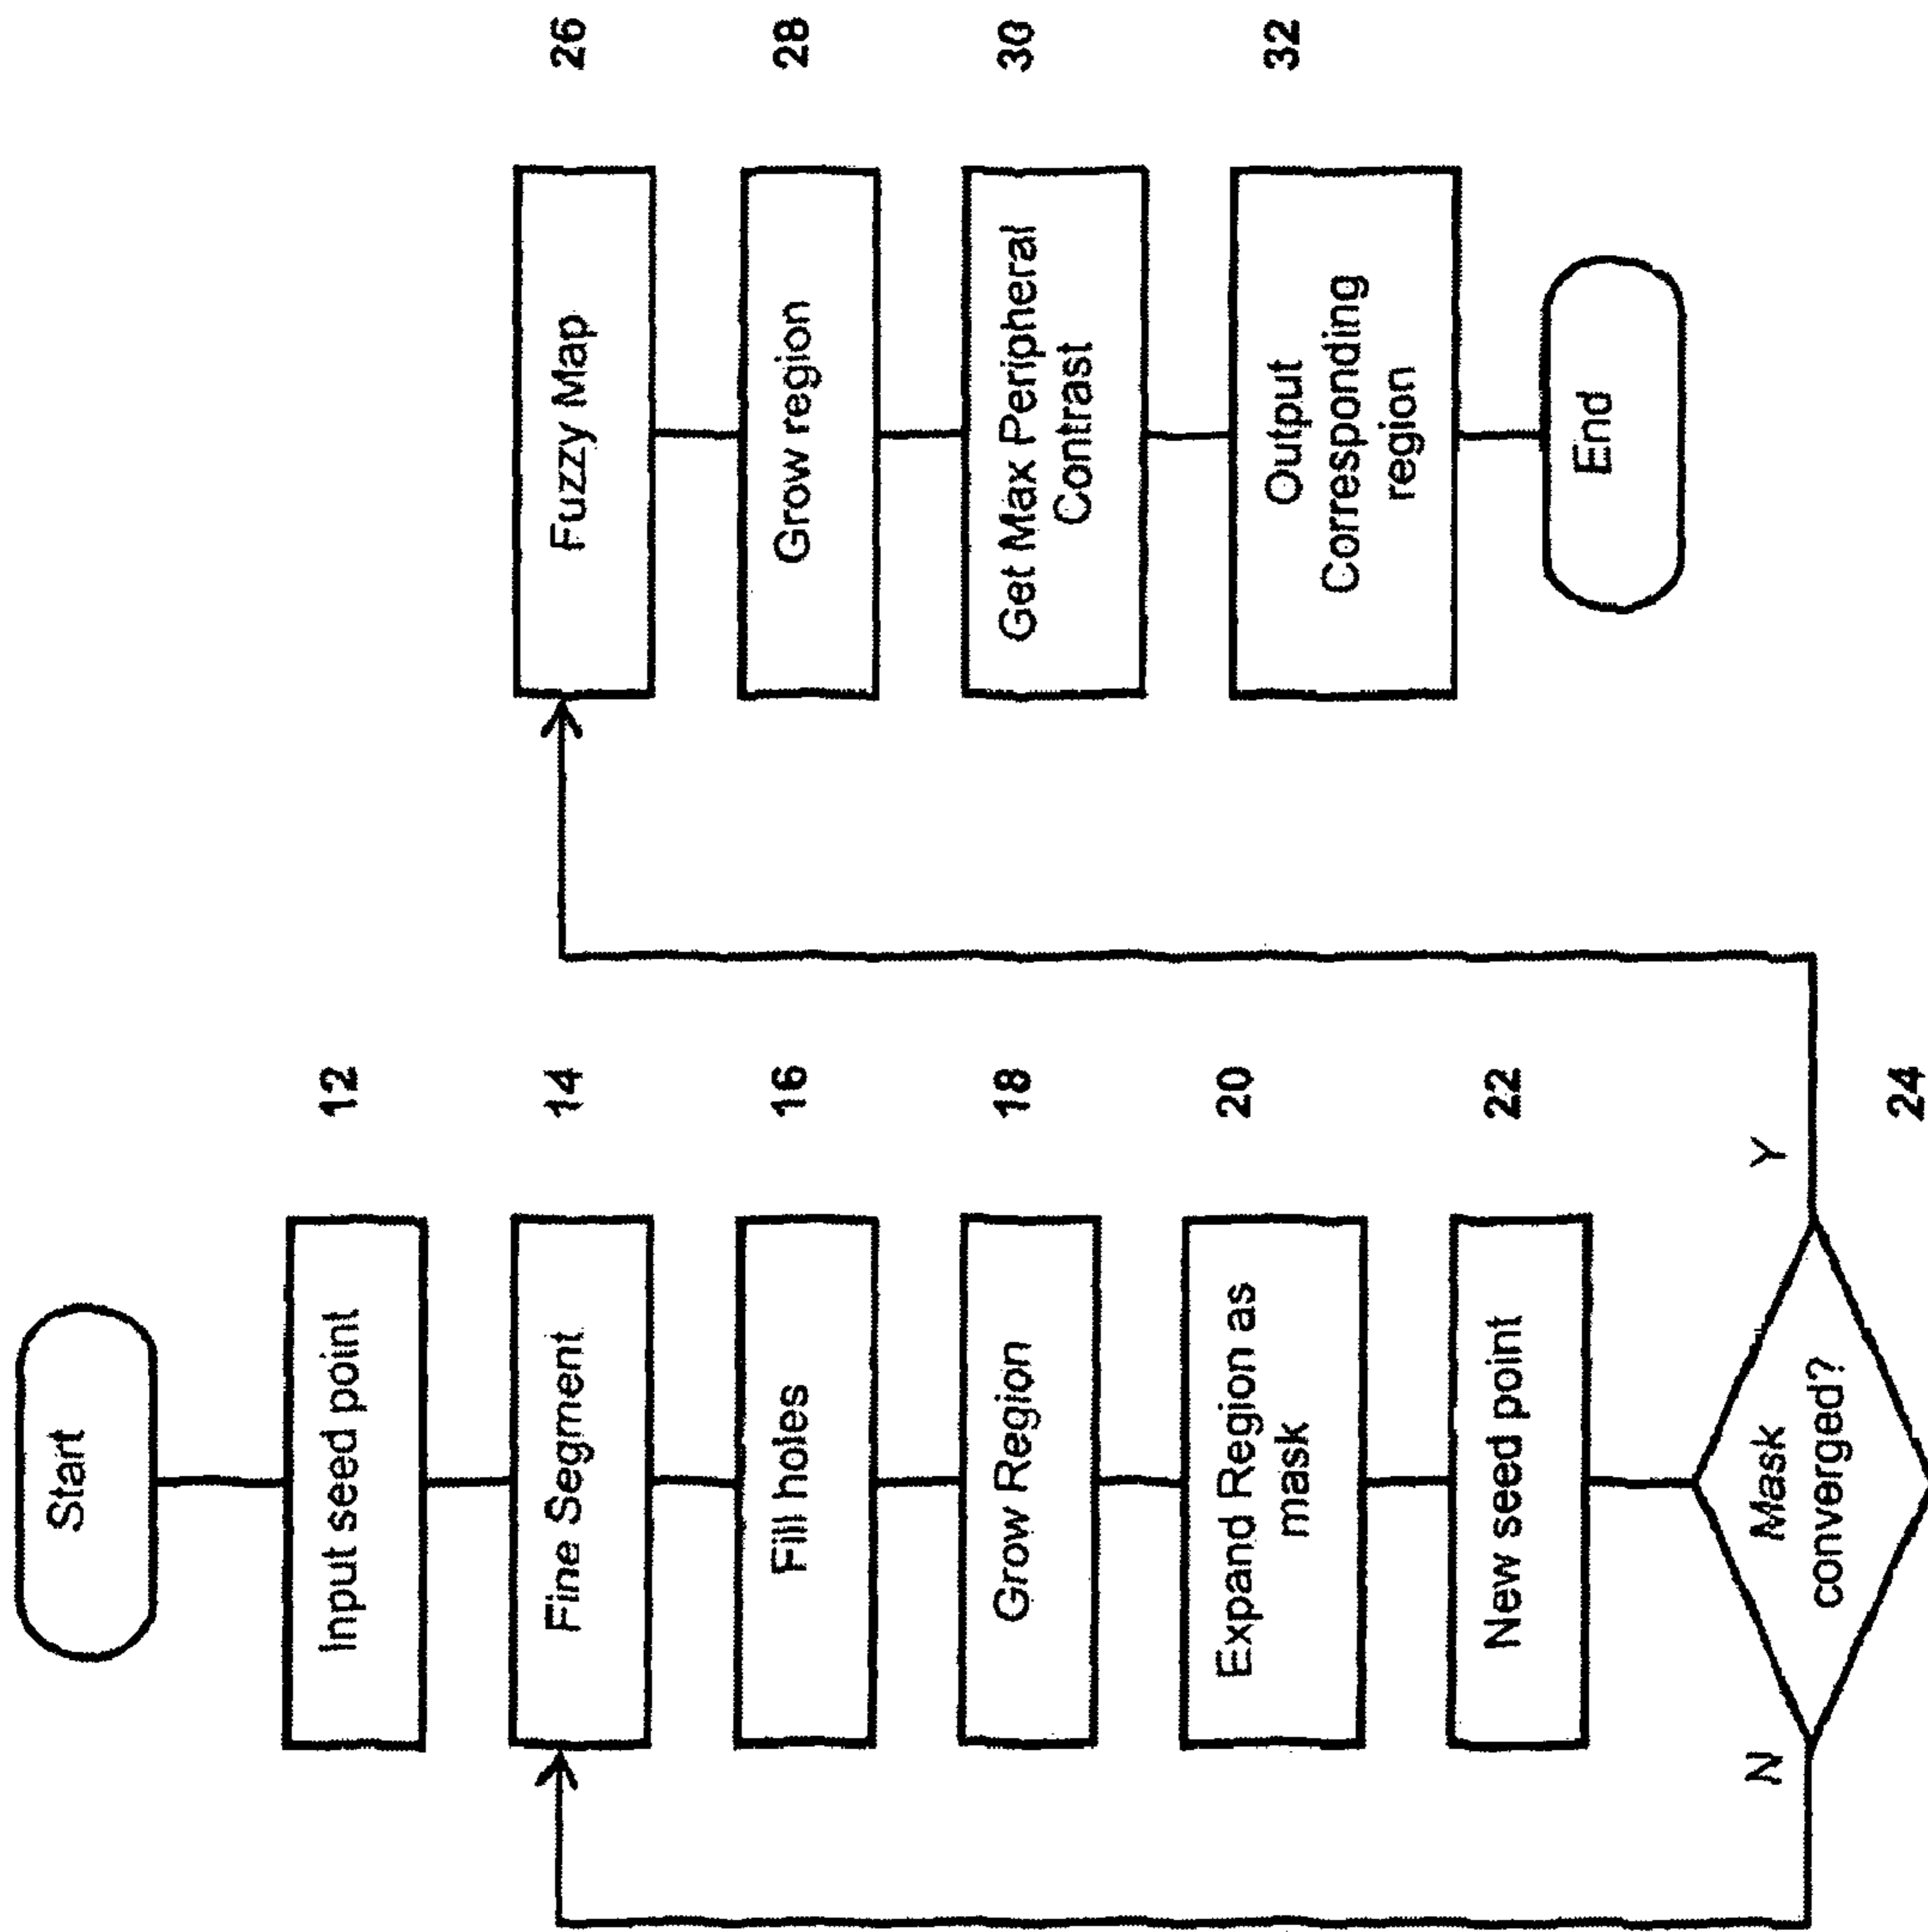 Start
Input seed point
12
Fine Segment
14
Fill holes
16
Grow Region
18
Expand Region as
mask
20
New seed point
22
Mask
converged?
N
Y
24
Fuzzy Map
26
Grow region
28
Get Max Peripheral
Contrast
30
Output
Corresponding
region
32
End